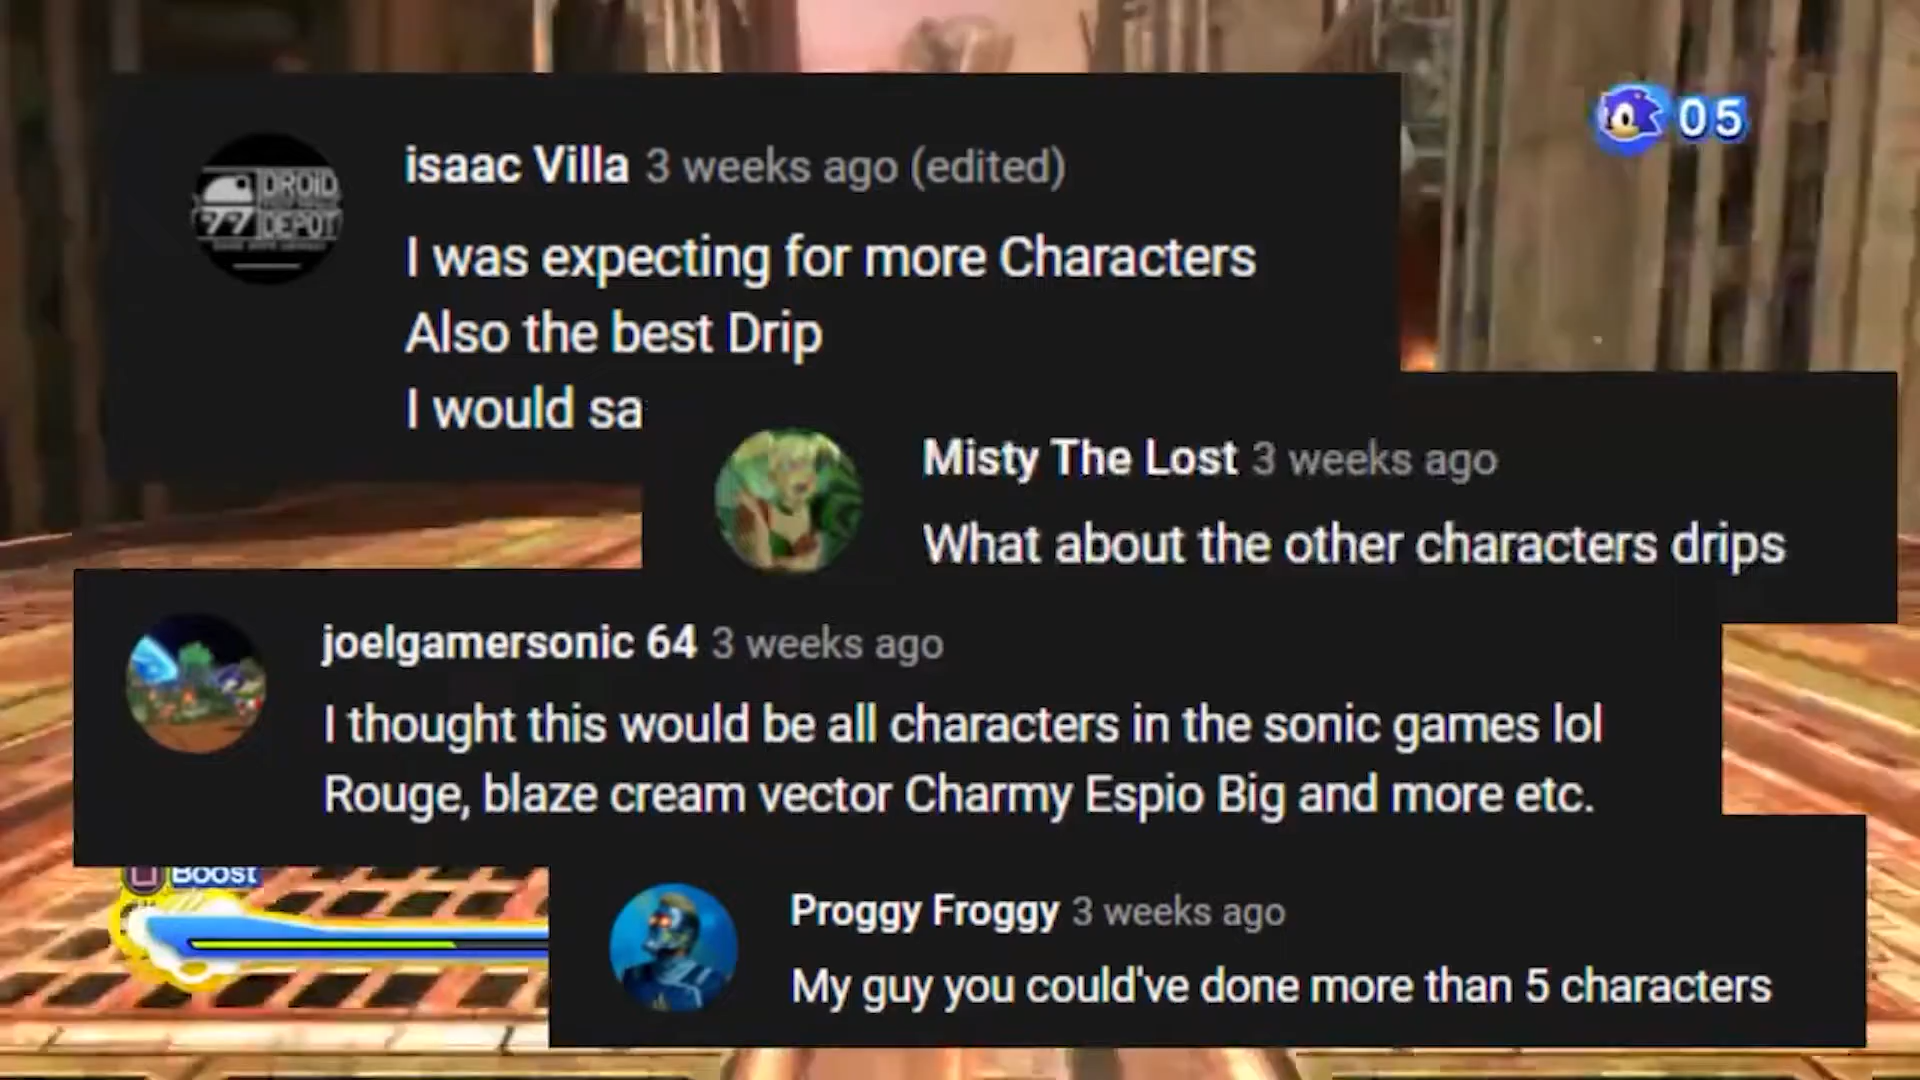 05
DROID
77 DEPOT
isaac Villa 3 weeks ago (edited)
I was expecting for more Characters
Also the best Drip
I would sa
Misty The Lost 3 weeks ago
What about the other characters drips
joelgamersonic 64 3 weeks ago
I thought this would be all characters in the sonic games lol
Rouge, blaze cream vector Charmy Espio Big and more etc.
Boost
Proggy Froggy 3 weeks ago
My guy you could've done more than 5 characters